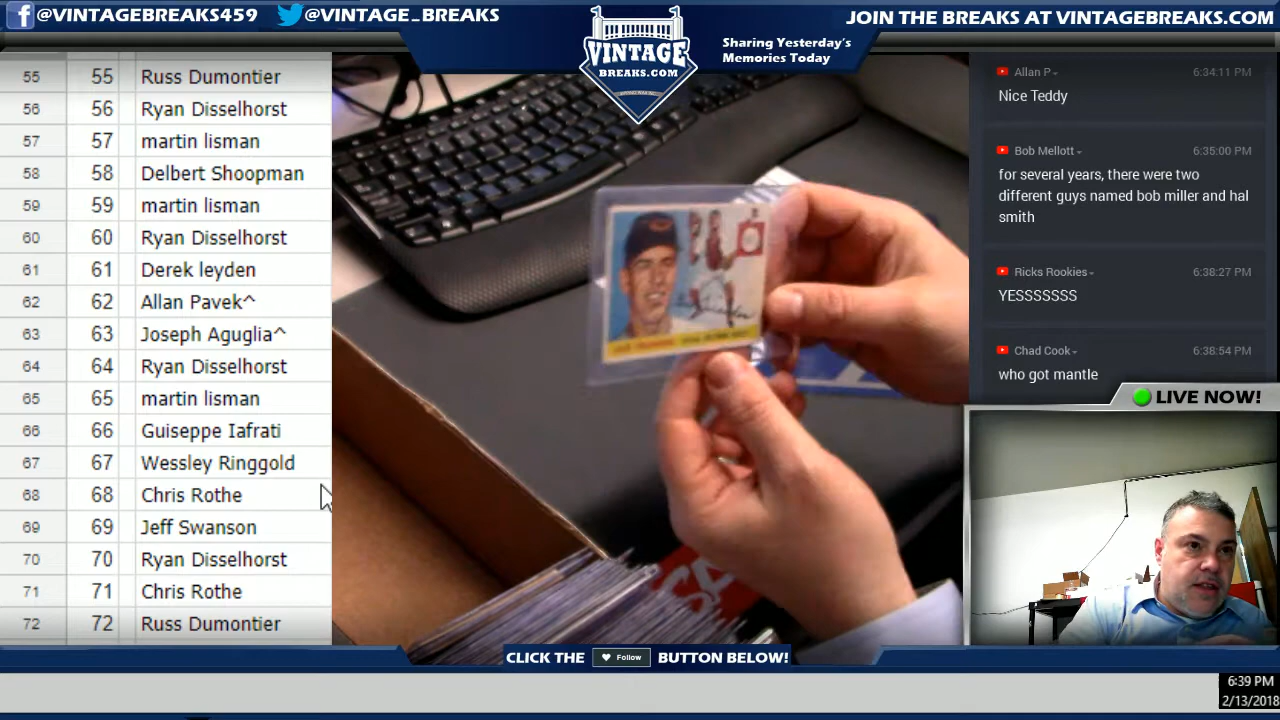 @VINTAGEBREAKS459
@VINTAGE_BREAKS
VINTAGE
BREAKS.COM
Sharing Yesterday's
Memories Today
JOIN THE BREAKS AT VINTAGEBREAKS.COM
55 55 Russ Dumontier
56 56 Ryan Disselhorst
57 57 martin lisman
58 58 Delbert Shoopman
59 59 martin lisman
60 60 Ryan Disselhorst
61 61 Derek leyden
62 62 Allan Pavek^
63 63 Joseph Aguglia^
64 64 Ryan Disselhorst
65 65 martin lisman
66 66 Guiseppe Iafrati
67 67 Wessley Ringgold
68 68 Chris Rothe
69 69 Jeff Swanson
70 70 Ryan Disselhorst
71 71 Chris Rothe
72 72 Russ Dumontier
Allan P 6:34:11 PM
Nice Teddy
Bob Mellott 6:35:00 PM
for several years, there were two
different guys named bob miller and hal
smith
Ricks Rookies 6:38:27 PM
YESSSSSSS
Chad Cook 6:38:54 PM
who got mantle
LIVE NOW!
CLICK THE Follow BUTTON BELOW!
6:39 PM
2/13/2018